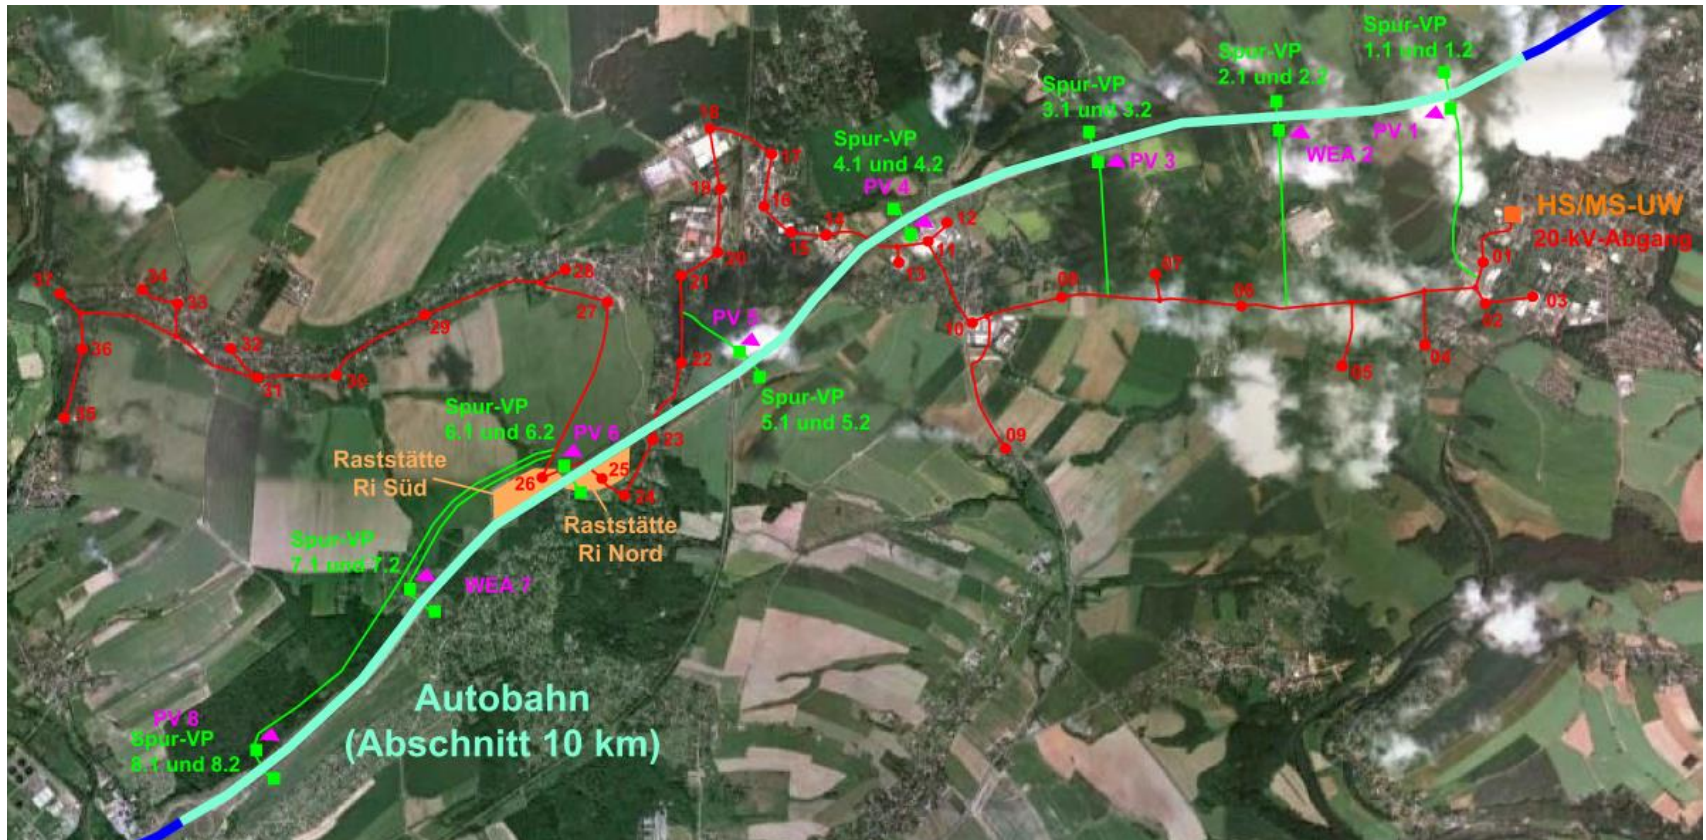 Spur-VP
1.1 und 1.2
Spur-VP
2.1 und 2.2
Spur-VP
3.1 und 3.2
Spur-VP
4.1 und 4.2
PV 1
WEA 2
PV 3
PV 4
HS/MS-UW
20-kV-Abgang
01
02
03
04
05
06
07
08
09
10
11
12
13
14
15
16
17
18
19
20
21
22
23
24
25
26
27
28
29
30
31
32
33
34
35
36
37
PV 5
Spur-VP
5.1 und 5.2
Spur-VP
6.1 und 6.2
PV 6
Raststätte
Ri Süd
Raststätte
Ri Nord
Spur-VP
7.1 und 7.2
WEA 7
Autobahn
(Abschnitt 10 km)
PV 8
Spur-VP
8.1 und 8.2